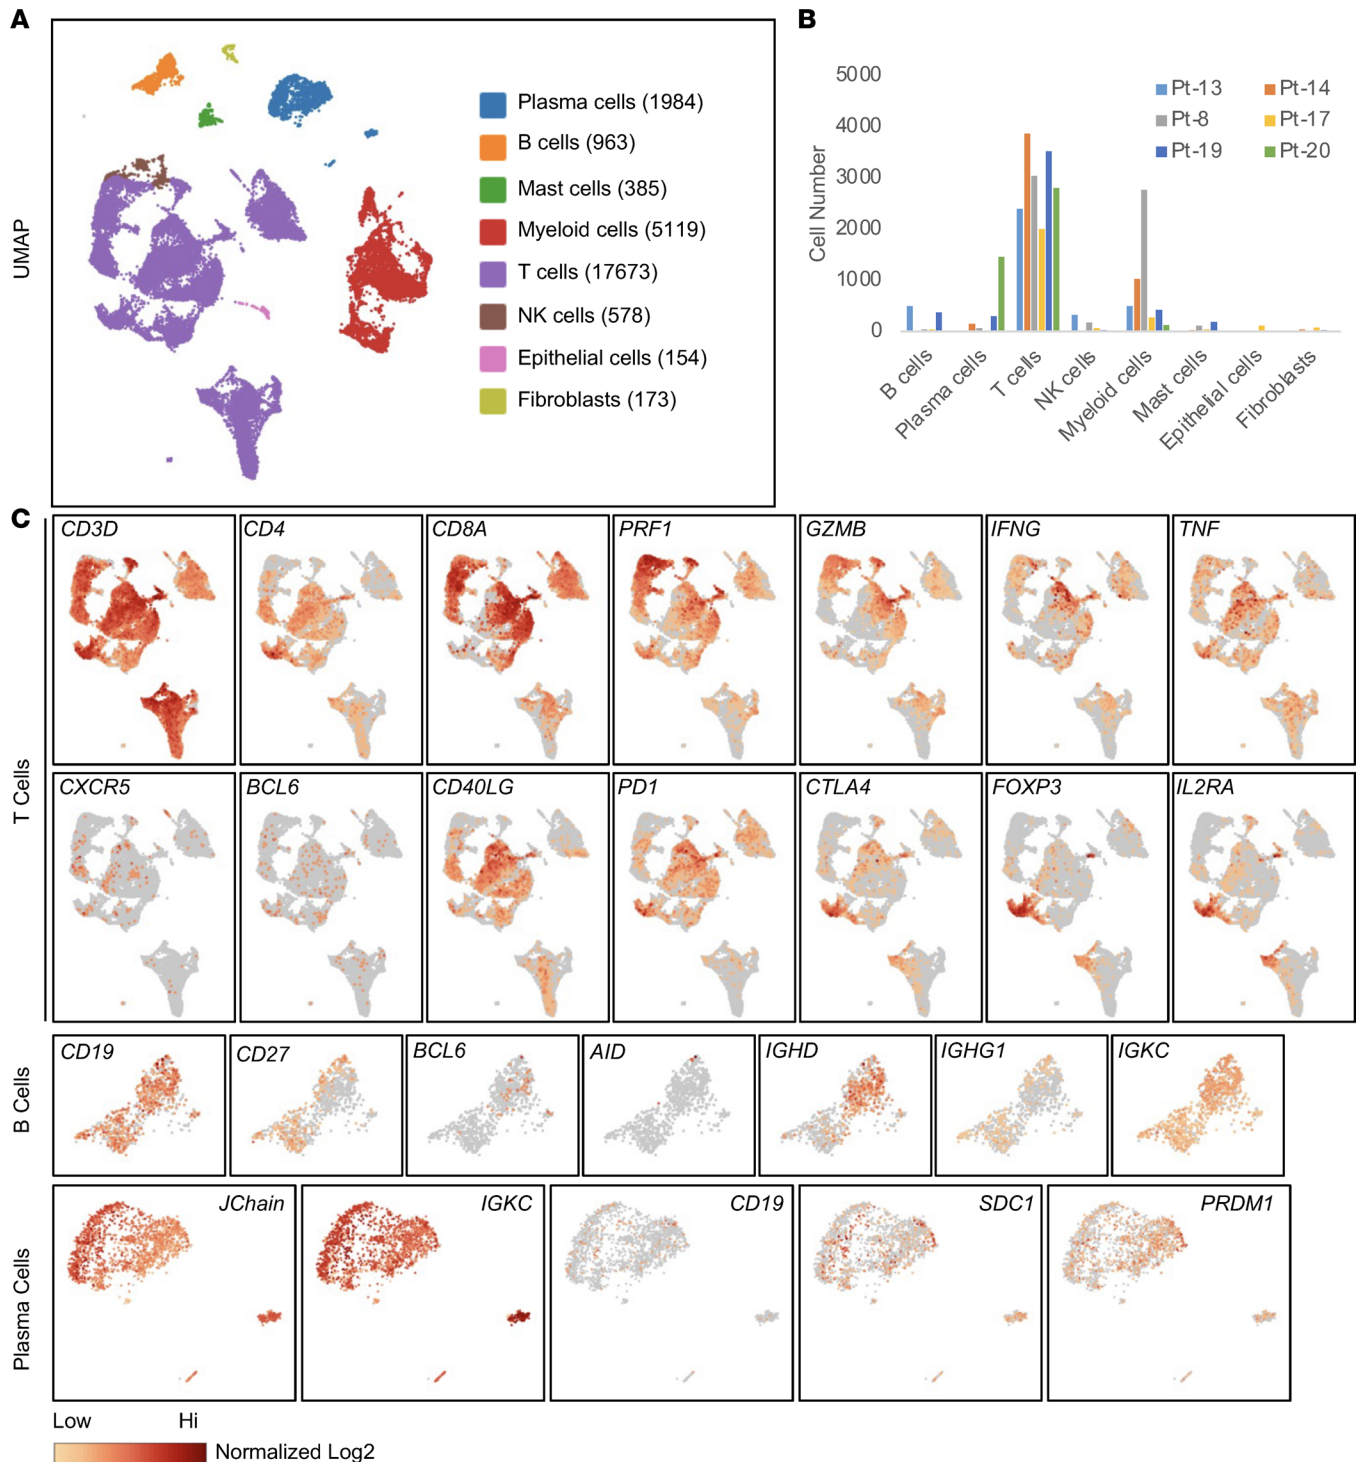 A
UMAP
Plasma cells (1984)
B cells (963)
Mast cells (385)
Myeloid cells (5119)
T cells (17673)
NK cells (578)
Epithelial cells (154)
Fibroblasts (173)
B
Cell Number
5000
4000
3000
2000
1000
0
Pt-13
Pt-14
Pt-8
Pt-17
Pt-19
Pt-20
B cells
Plasma cells
T cells
NK cells
Myeloid cells
Mast cells
Epithelial cells
Fibroblasts
C
T Cells
CD3D
CD4
CD8A
PRF1
GZMB
IFNG
TNF
CXCR5
BCL6
CD40LG
PD1
CTLA4
FOXP3
IL2RA
B Cells
CD19
CD27
BCL6
AID
IGHD
IGHG1
IGKC
Plasma Cells
JChain
IGKC
CD19
SDC1
PRDM1
Low
Hi
Normalized Log2